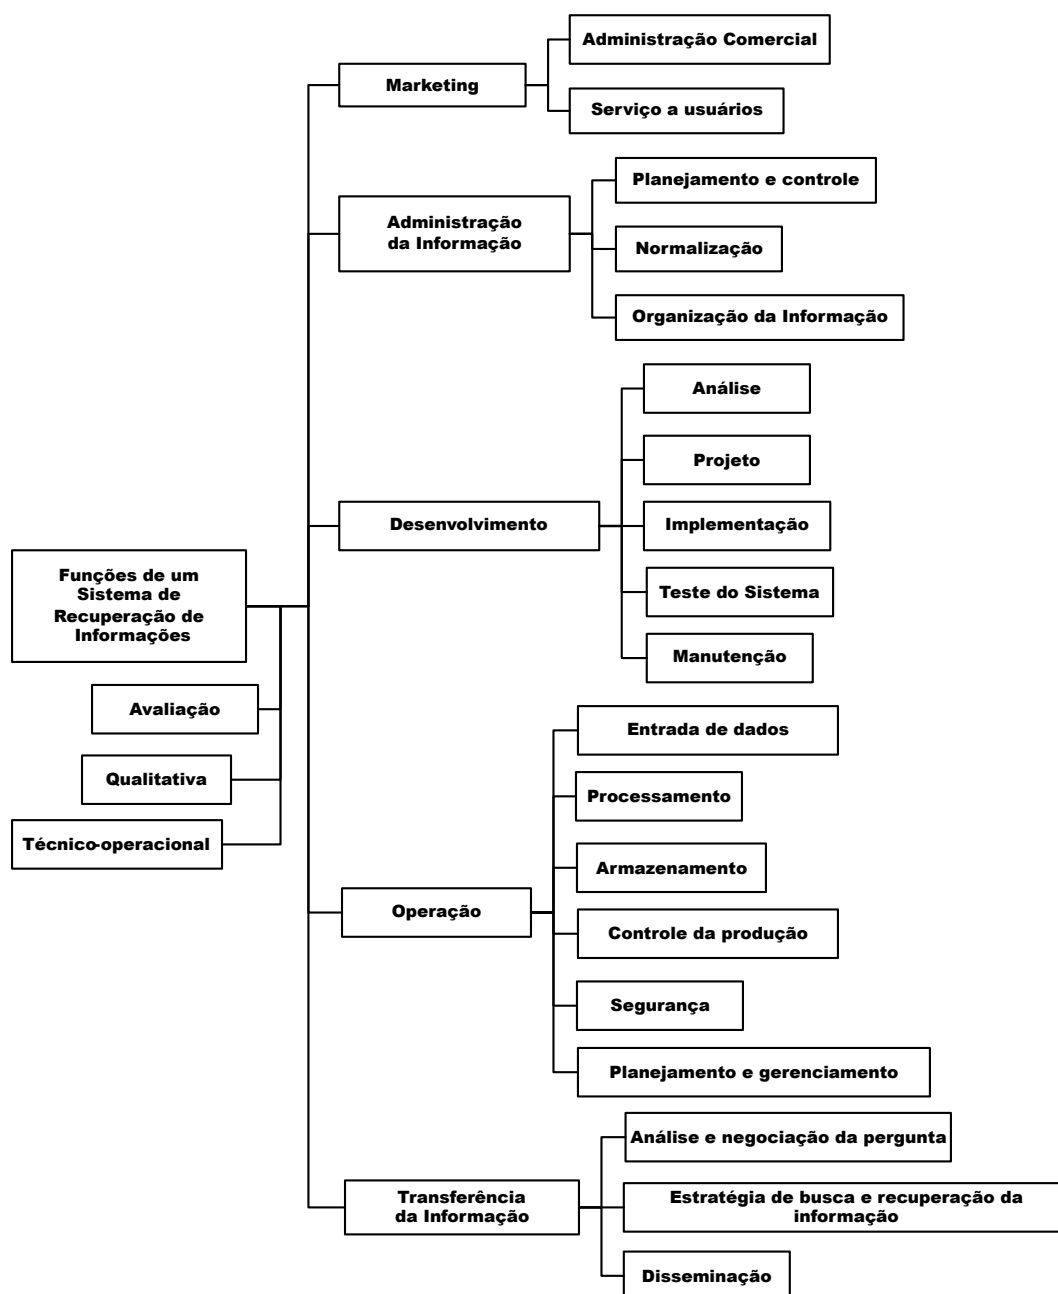 Administração Comercial
Marketing
Serviço a usuários
Planejamento e controle
Administração
da Informação
Normalização
Organização da Informação
Análise
Projeto
Desenvolvimento
Implementação
Funções de um
Sistema de
Recuperação de
Informações
Teste do Sistema
Manutenção
Avaliação
Qualitativa
Técnico-operacional
Entrada de dados
Processamento
Armazenamento
Operação
Controle da produção
Segurança
Planejamento e gerenciamento
Análise e negociação da pergunta
Transferência
da Informação
Estratégia de busca e recuperação da
informação
Disseminação